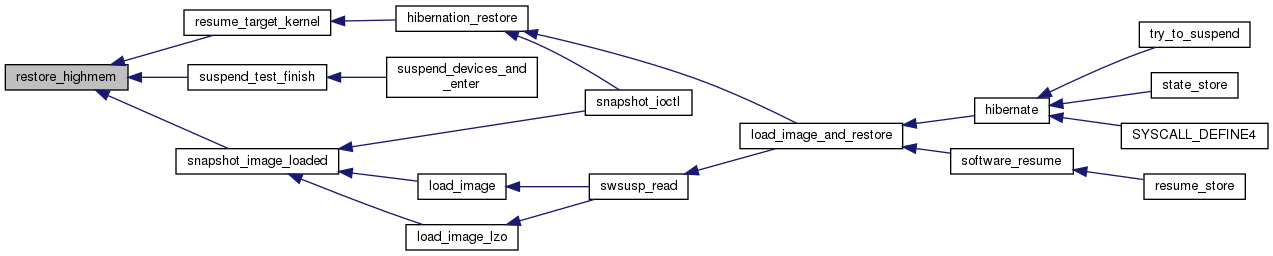 restore_highmem
resume_target_kernel
suspend_test_finish
snapshot_image_loaded
hibernation_restore
suspend_devices_and
_enter
load_image
load_image_lzo
snapshot_ioctl
swsusp_read
load_image_and_restore
hibernate
software_resume
try_to_suspend
state_store
SYSCALL_DEFINE4
resume_store